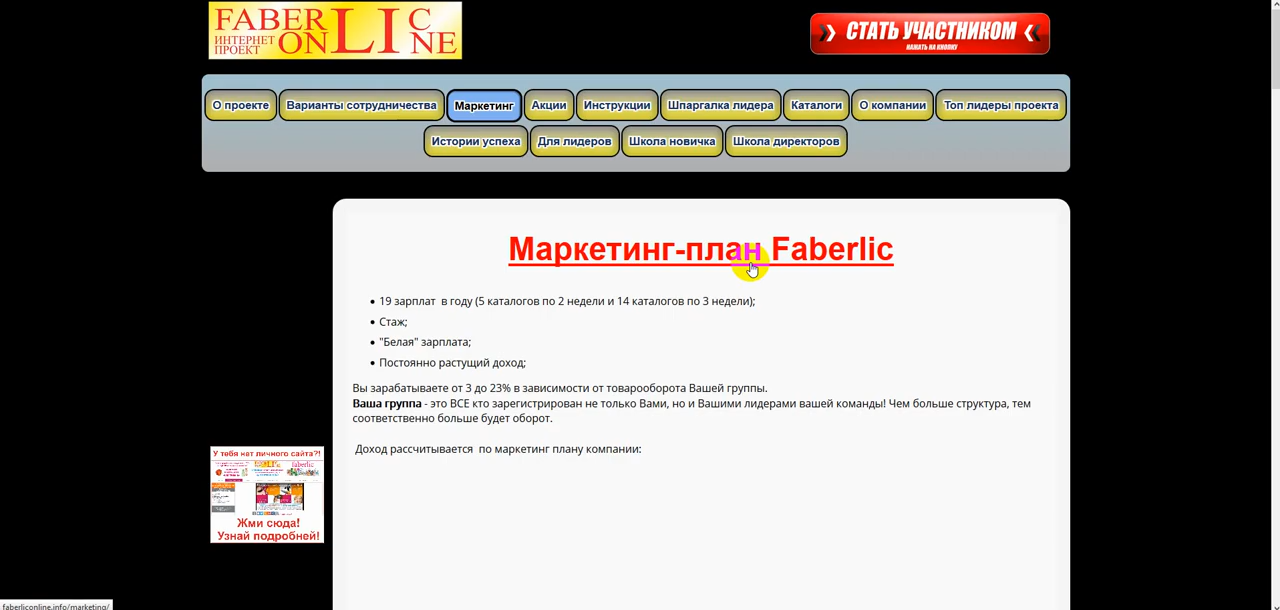 FABERLIC
ИНТЕРНЕТ ПРОЕКТ ONLINE
СТАТЬ УЧАСТНИКОМ
НАЖАТЬ НА КНОПКУ
О проекте Варианты сотрудничества Маркетинг Акции Инструкции Шпаргалка лидера Каталоги О компании Топ лидеры проекта
Истории успеха Для лидеров Школа новичка Школа директоров
Маркетинг-план Faberlic
19 зарплат в году (5 каталогов по 2 недели и 14 каталогов по 3 недели);
Стаж;
"Белая" зарплата;
Постоянно растущий доход;
Вы зарабатываете от 3 до 23% в зависимости от товарооборота Вашей группы.
Ваша группа - это ВСЕ кто зарегистрирован не только Вами, но и Вашими лидерами вашей команды! Чем больше структура, тем
соответственно больше будет оборот.
Доход рассчитывается по маркетинг плану компании:
У тебя нет личного сайта?!
Жми сюда!
Узнай подробней!
faberliconline.info/marketing/